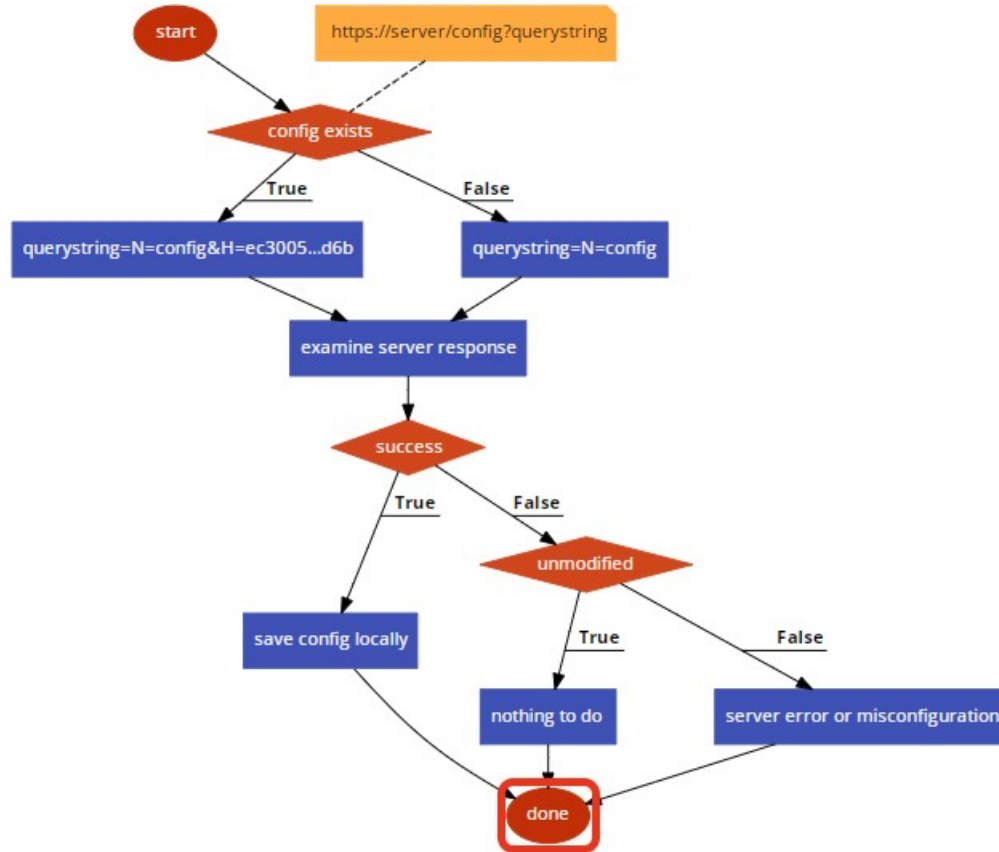 start
https://server/config?querystring
config exists
True
False
querystring=N=config&H=ec3005...d6b
querystring=N=config
examine server response
success
True
False
unmodified
save config locally
True
False
nothing to do
server error or misconfiguration
done